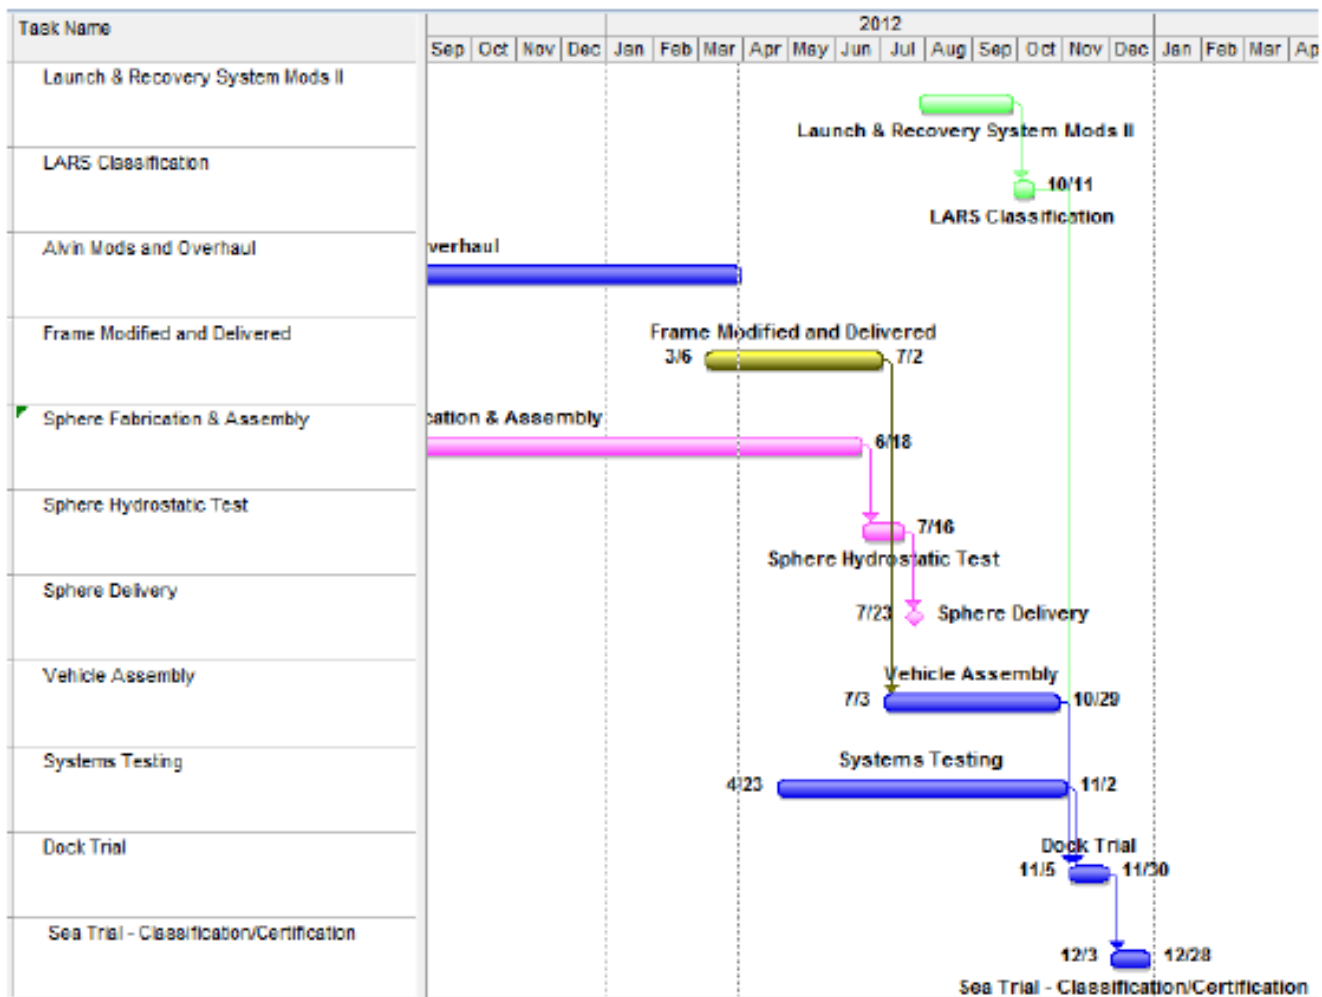 Task Name
2012
Sep Oct Nov Dec Jan Feb Mar Apr May Jun Jul Aug Sep Oct Nov Dec Jan Feb Mar Ap
Launch & Recovery System Mods II
Launch & Recovery System Mods II
LARS Classification
10/11
LARS Classification
Alvin Mods and Overhaul
verhaul
Frame Modified and Delivered
Frame Modified and Delivered
3/6 7/2
Sphere Fabrication & Assembly
cation & Assembly
6/18
Sphere Hydrostatic Test
7/16
Sphere Hydrostatic Test
Sphere Delivery
7/23 Sphere Delivery
Vehicle Assembly
Vehicle Assembly
7/3 10/29
Systems Testing
Systems Testing
4/23 11/2
Dock Trial
Dock Trial
11/5 11/30
Sea Trial - Classification/Certification
12/3 12/28
Sea Trial - Classification/Certification